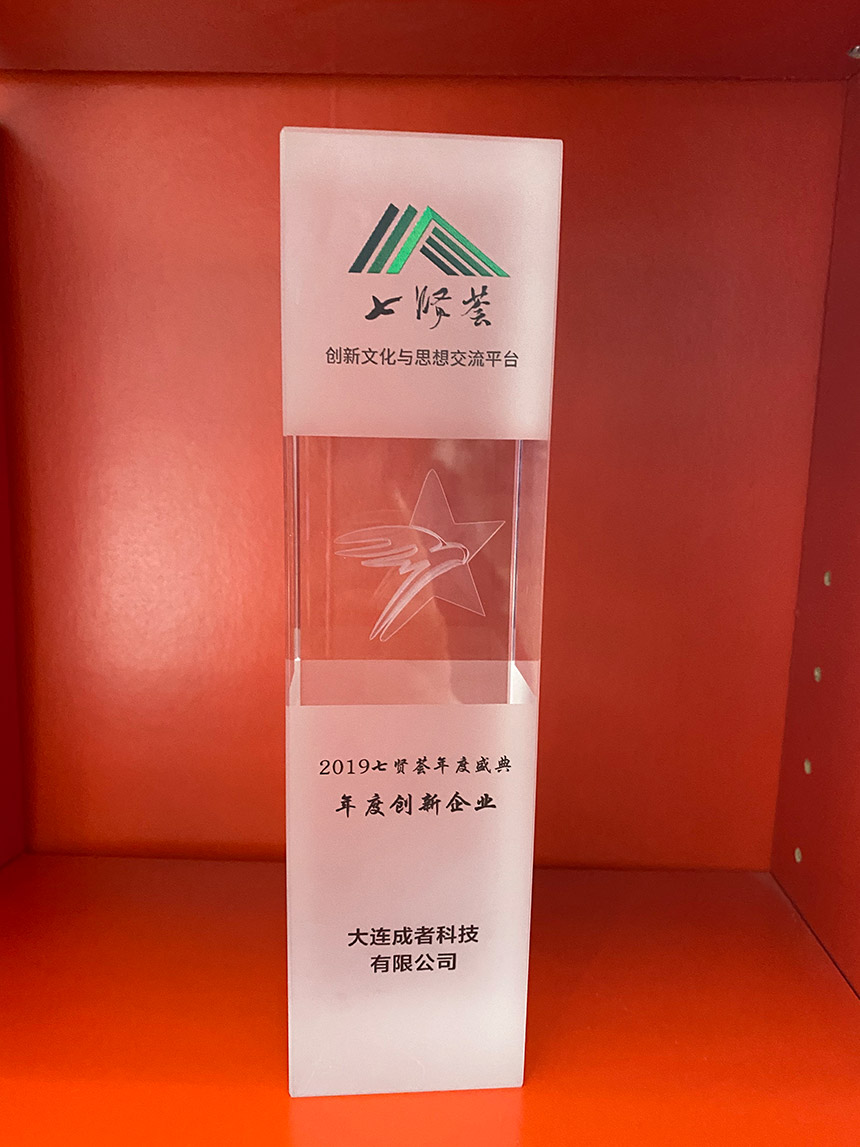 七贤荟
创新文化与思想交流平台
2019七贤荟年度盛典
年度创新企业
大连成者科技
有限公司